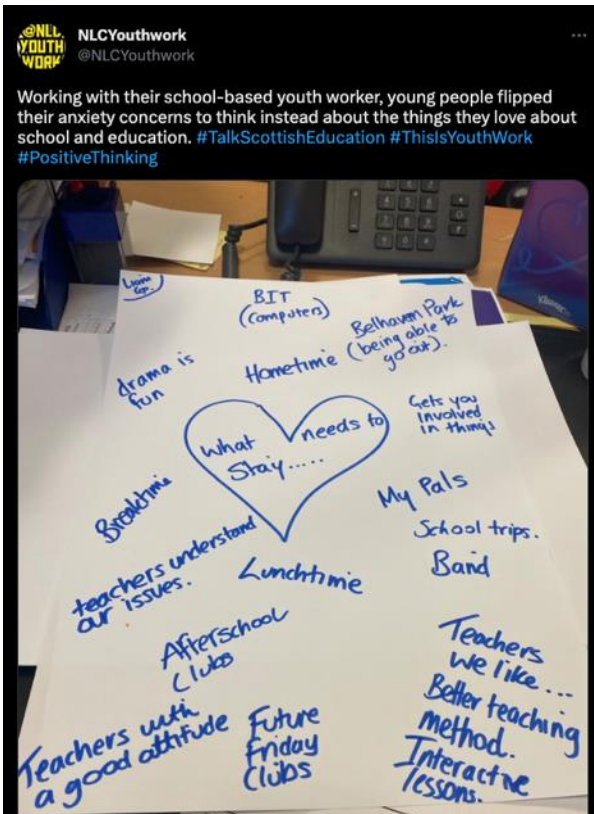 @NLC
YOUTH
WORK
NLCYouthwork
@NLCYouthwork
Working with their school-based youth worker, young people flipped
their anxiety concerns to think instead about the things they love about
school and education. #TalkScottishEducation #ThisIsYouthWork
#PositiveThinking
BIT
(Computers)
Belhaven Park
(being able to
go out).
Hometime
drama is
fun
Gets you
involved
in things
What needs to
Stay.....
Breaktime
My Pals
School trips.
Band
teachers understand
our issues.
Lunchtime
Afterschool
Clubs
Teachers
we like...
Better teaching
method.
Interactive
lessons.
Teachers with
a good attitude
Future
Friday
Clubs